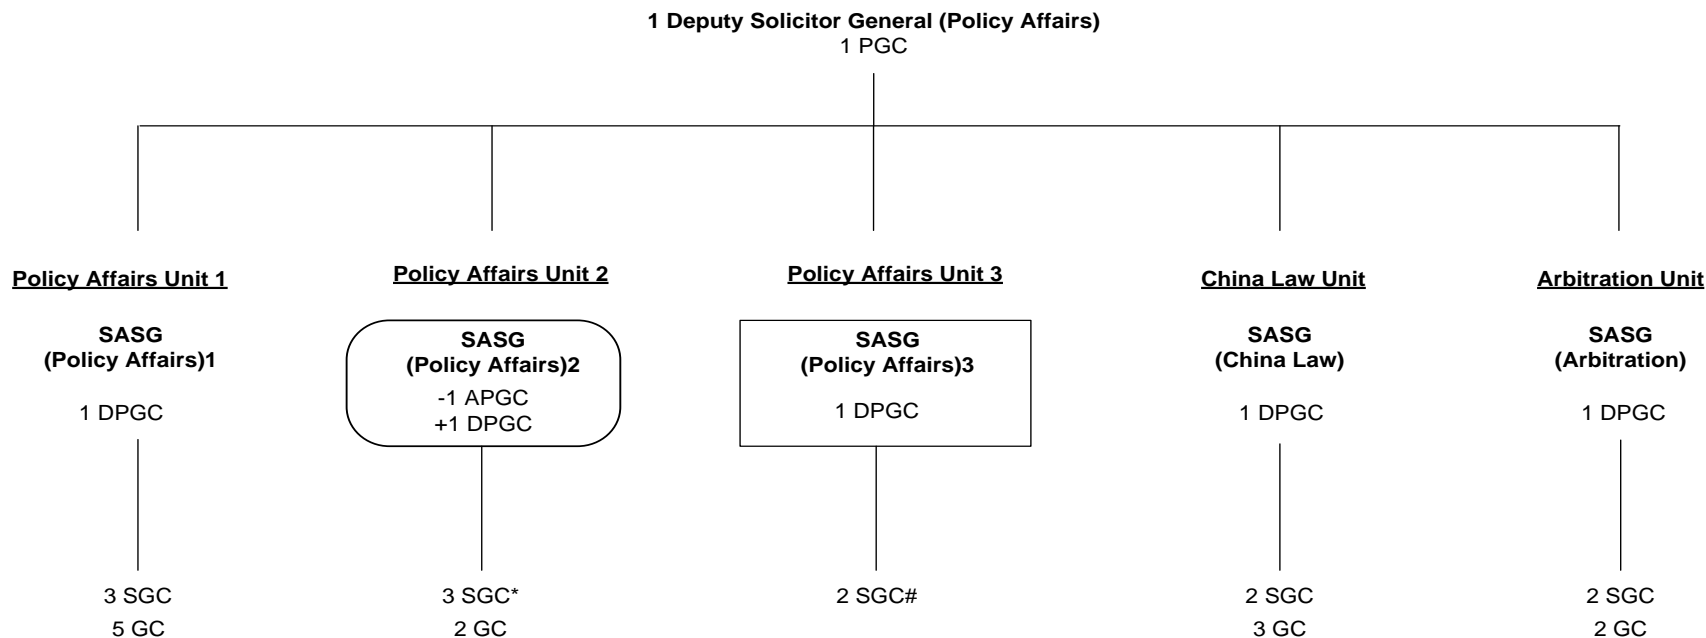 1 Deputy Solicitor General (Policy Affairs)
1 PGC
Policy Affairs Unit 1
SASG
(Policy Affairs)1
1 DPGC
3 SGC
5 GC
Policy Affairs Unit 2
SASG
(Policy Affairs)2
-1 APGC
+1 DPGC
3 SGC*
2 GC
Policy Affairs Unit 3
SASG
(Policy Affairs)3
1 DPGC
2 SGC#
China Law Unit
SASG
(China Law)
1 DPGC
2 SGC
3 GC
Arbitration Unit
SASG
(Arbitration)
1 DPGC
2 SGC
2 GC